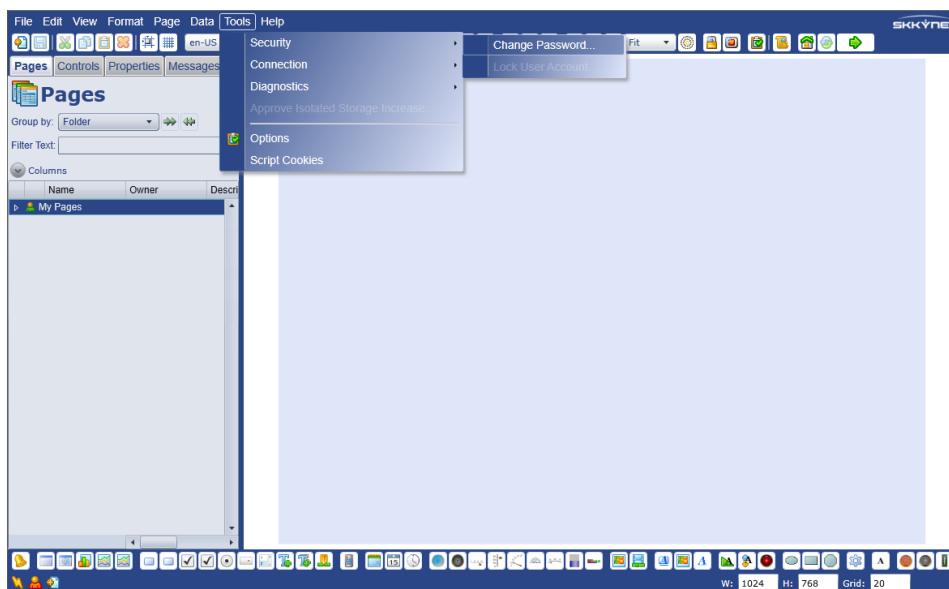 File Edit View Format Page Data Tools Help
SKKYNE
en-US
Fit
Pages Controls Properties Messages
Pages
Group by: Folder
Filter Text:
Columns
Name Owner Descri
My Pages
Security
Connection
Diagnostics
Approve Isolated Storage Increase...
Options
Script Cookies
Change Password...
Lock User Account...
15
A
A
A
W: 1024 H: 768 Grid: 20